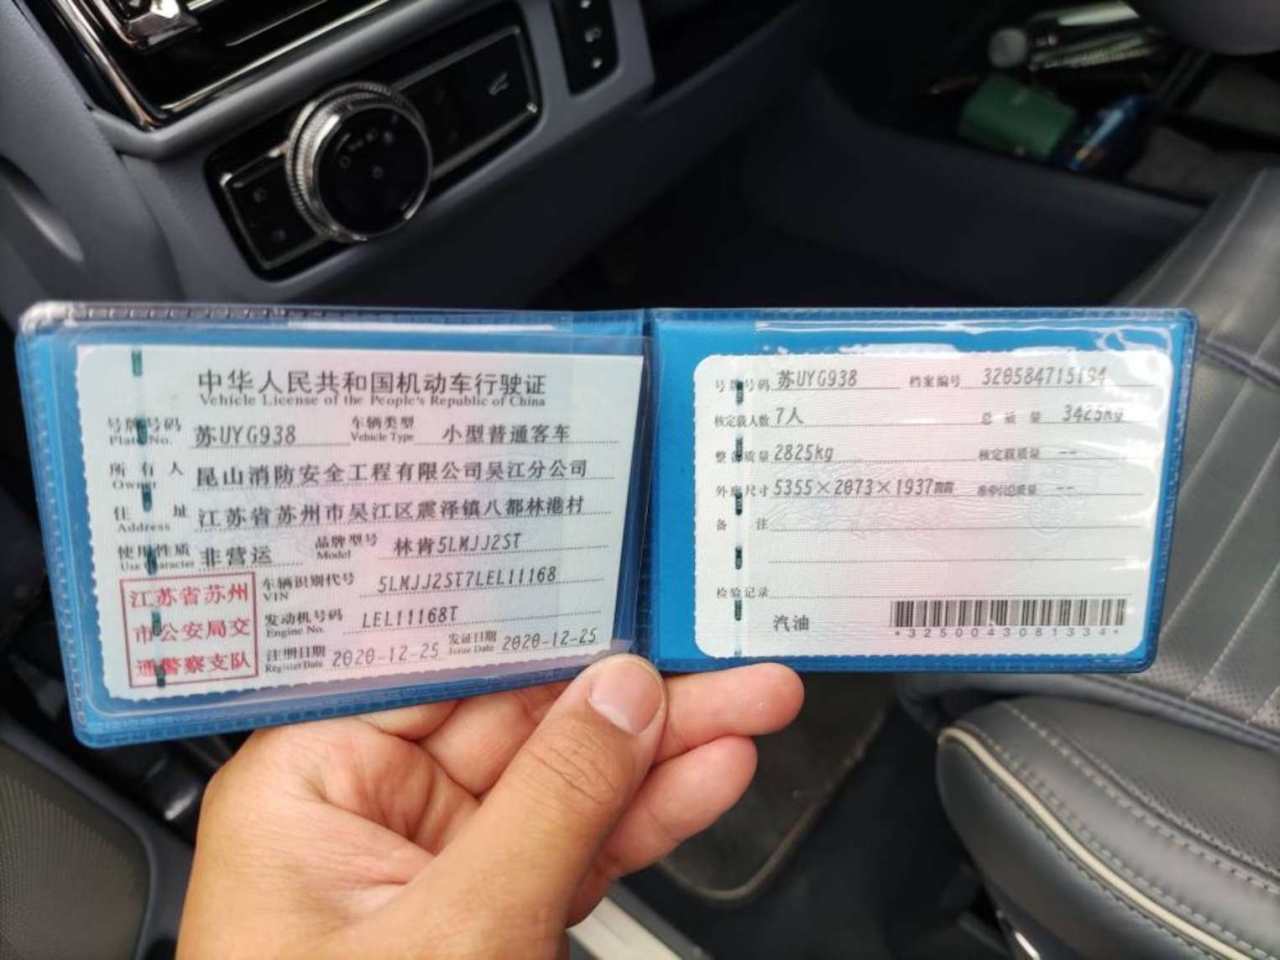 中华人民共和国机动车行驶证
Vehicle License of the People's Republic of China
号牌号码 苏UYG938 车辆类型 小型普通客车
Plate No. Vehicle Type
所有人 昆山消防安全工程有限公司吴江分公司
Owner
住址 江苏省苏州市吴江区震泽镇八都林港村
Address
使用性质 非营运 品牌型号 林肯5LMJJ2ST
Use Character Model
江苏省苏州
市公安局交
通警察支队
车辆识别代号 5LMJJ2ST7LEL11168
VIN
发动机号码 LEL11168T
Engine No.
注册日期 2020-12-25 发证日期 2020-12-25
Register Date Issue Date
号牌号码 苏UYG938 档案编号 320584715194
核定载人数 7人 总质量 3425kg
整备质量 2825kg 核定载质量 --
外廓尺寸 5355×2073×1937 准牵引总质量 --
备注
检验记录
汽油
*3250043081334*